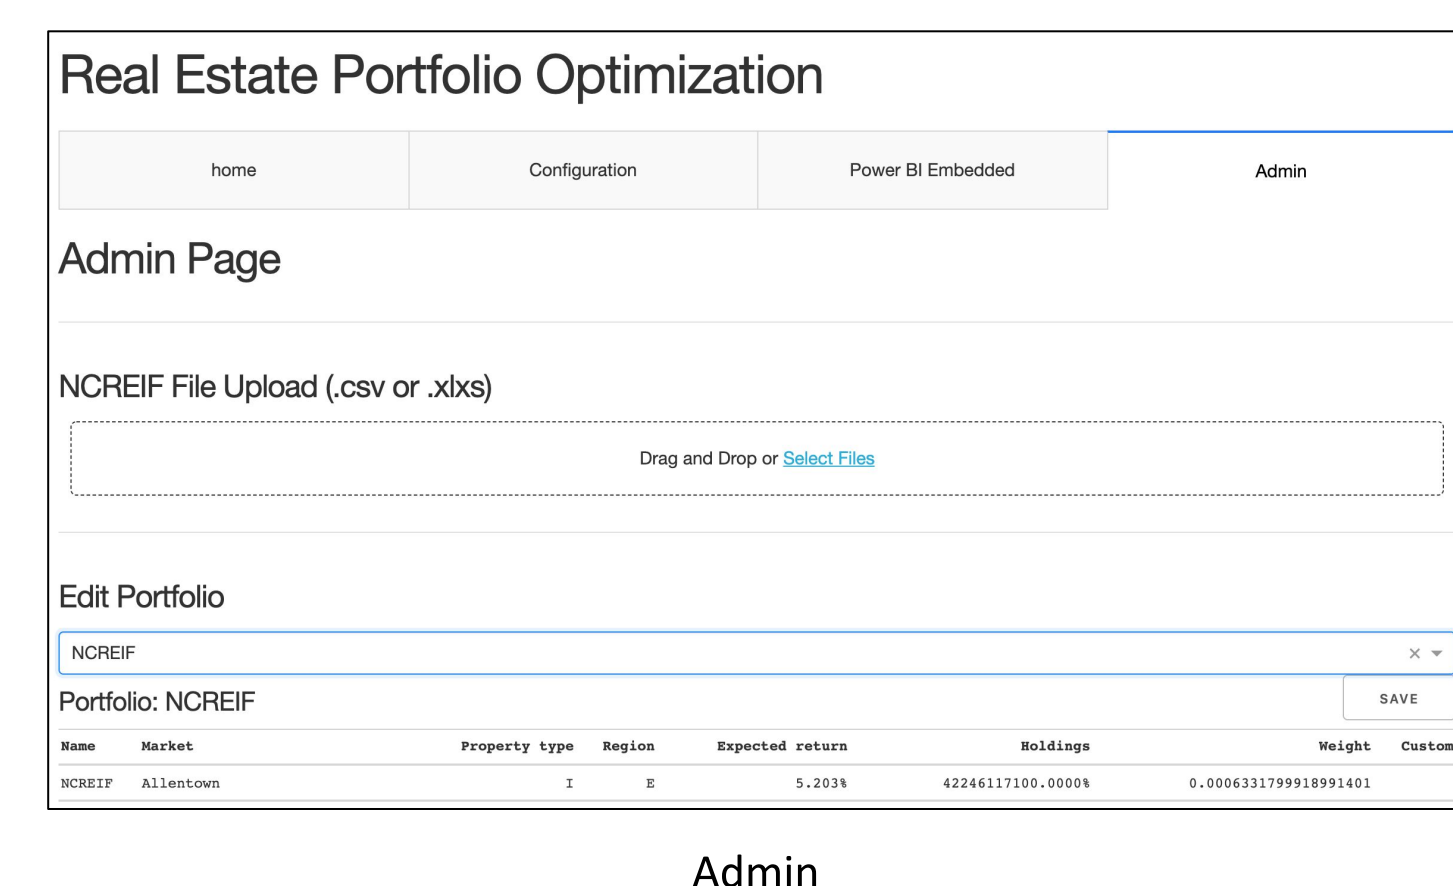 Real Estate Portfolio Optimization
home Configuration Power BI Embedded Admin
Admin Page
NCREIF File Upload (.csv or .xlxs)
Drag and Drop or Select Files
Edit Portfolio
NCREIF × 
Portfolio: NCREIF SAVE
Name Market Property type Region Expected return Holdings Weight Custom
NCREIF Allentown I E 5.203% 42246117100.0000% 0.0006331799918991401
Admin